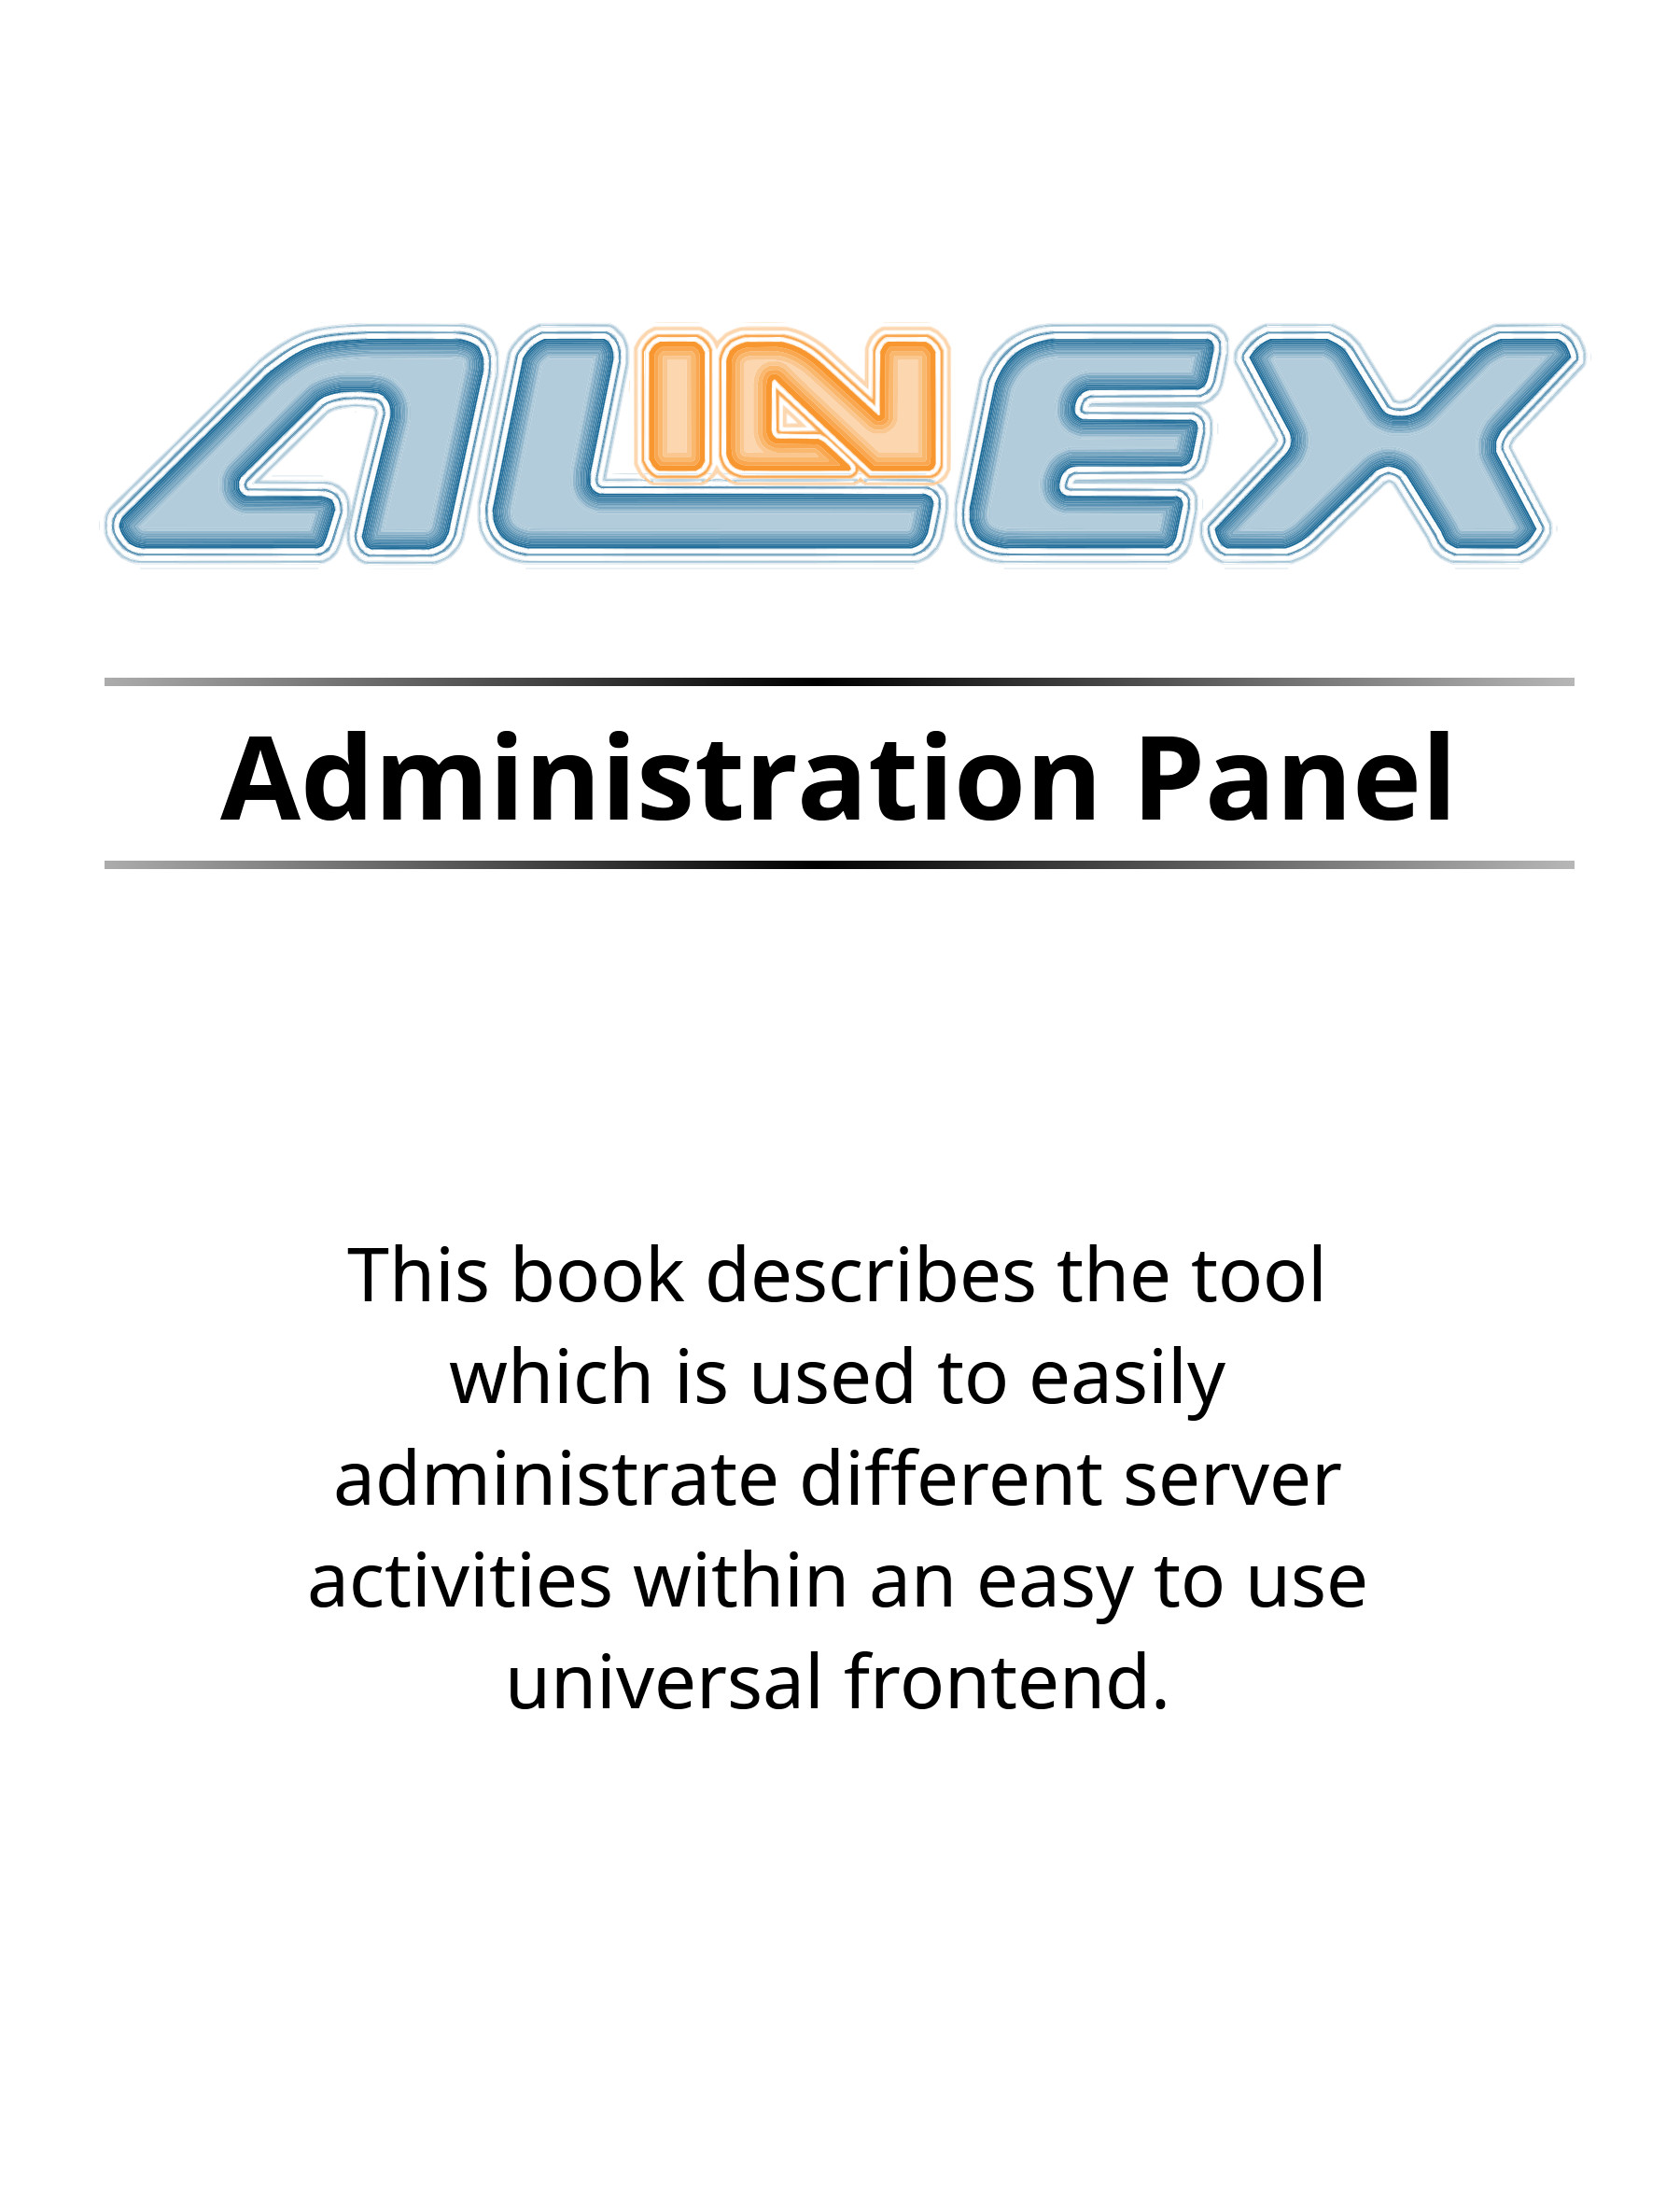 ALINEX
Administration Panel
This book describes the tool
which is used to easily
administrate different server
activities within an easy to use
universal frontend.